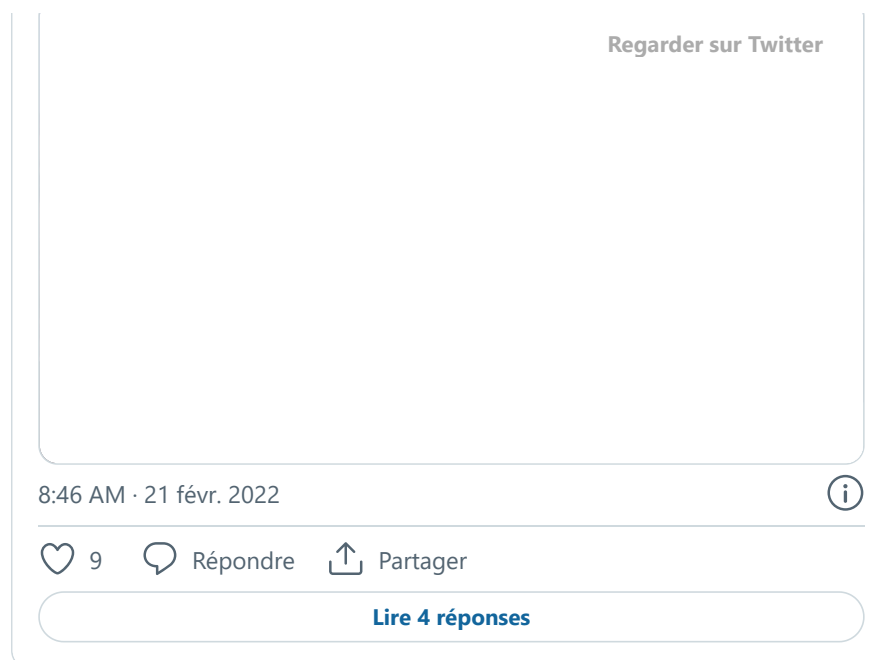 Regarder sur Twitter
8:46 AM · 21 févr. 2022
9 Répondre Partager
Lire 4 réponses